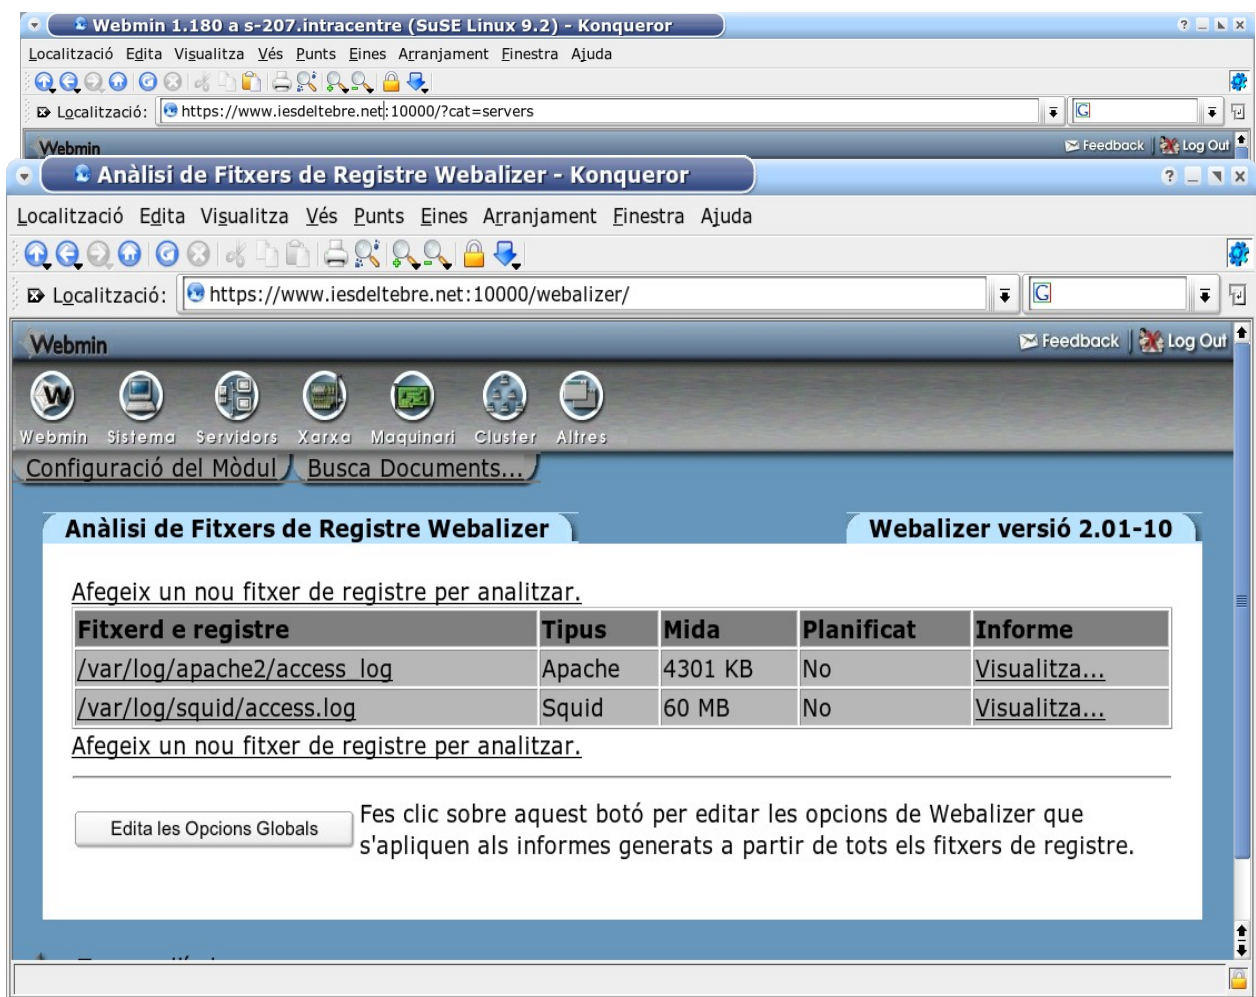 Webmin 1.180 a s-207.intracentre (SuSE Linux 9.2) - Konqueror
Localització Edita Visualitza Vés Punts Eines Arranjament Finestra Ajuda
Localització: https://www.iesdeltebre.net:10000/?cat=servers
Webmin Feedback Log Out
Anàlisi de Fitxers de Registre Webalizer - Konqueror
Localització Edita Visualitza Vés Punts Eines Arranjament Finestra Ajuda
Localització: https://www.iesdeltebre.net:10000/webalizer/
Webmin Feedback Log Out
Webmin Sistema Servidors Xarxa Maquinari Cluster Altres
Configuració del Mòdul Busca Documents...
Anàlisi de Fitxers de Registre Webalizer Webalizer versió 2.01-10
Afegeix un nou fitxer de registre per analitzar.
Fitxerd e registre Tipus Mida Planificat Informe
/var/log/apache2/access_log Apache 4301 KB No Visualitza...
/var/log/squid/access.log Squid 60 MB No Visualitza...
Afegeix un nou fitxer de registre per analitzar.
Edita les Opcions Globals
Fes clic sobre aquest botó per editar les opcions de Webalizer que
s'apliquen als informes generats a partir de tots els fitxers de registre.